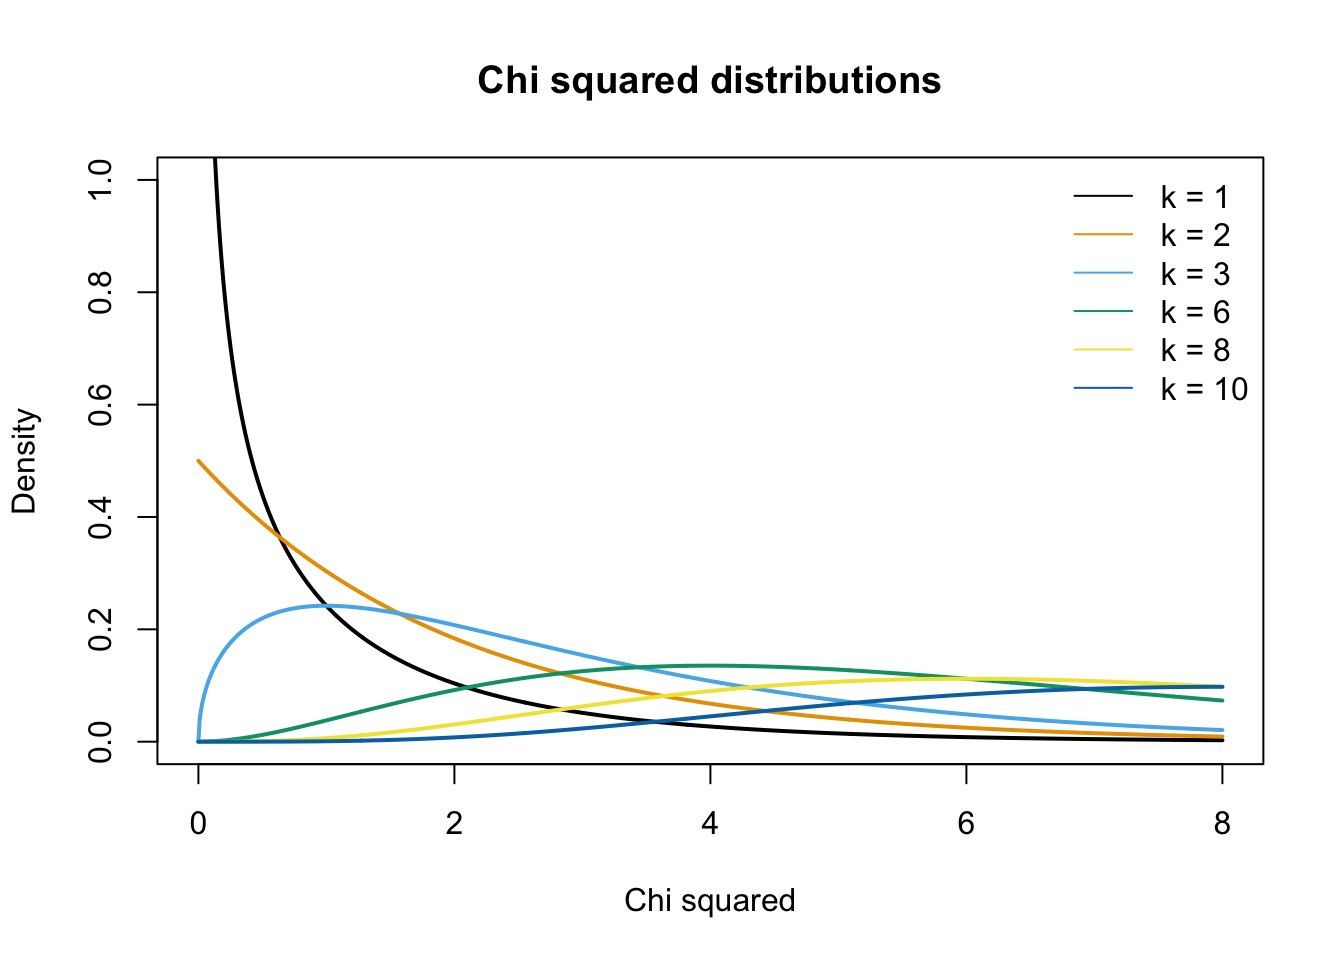 Chi squared distributions
k = 1
k = 2
k = 3
k = 6
k = 8
k = 10
Density
1.0
0.8
0.6
0.4
0.2
0.0
0 2 4 6 8
Chi squared